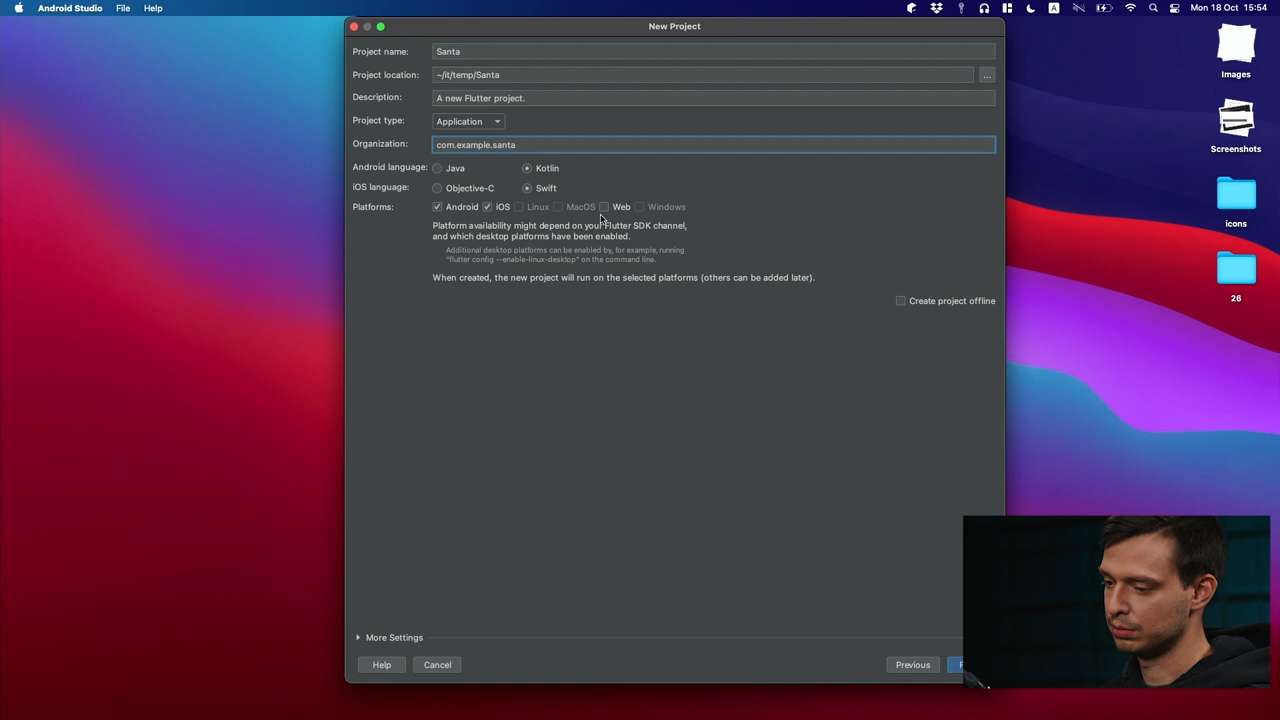 Android Studio File Help A Mon 18 Oct 15:54
New Project
Project name: Santa
Project location: ~/it/temp/Santa ...
Description: A new Flutter project.
Project type: Application
Organization: com.example.santa
Android language: Java Kotlin
iOS language: Objective-C Swift
Platforms: Android iOS Linux MacOS Web Windows
Platform availability might depend on your Flutter SDK channel,
and which desktop platforms have been enabled.
Additional desktop platforms can be enabled by, for example, running
"flutter config --enable-linux-desktop" on the command line.
When created, the new project will run on the selected platforms (others can be added later).
Create project offline
More Settings
Help Cancel Previous F
Images
Screenshots
icons
26